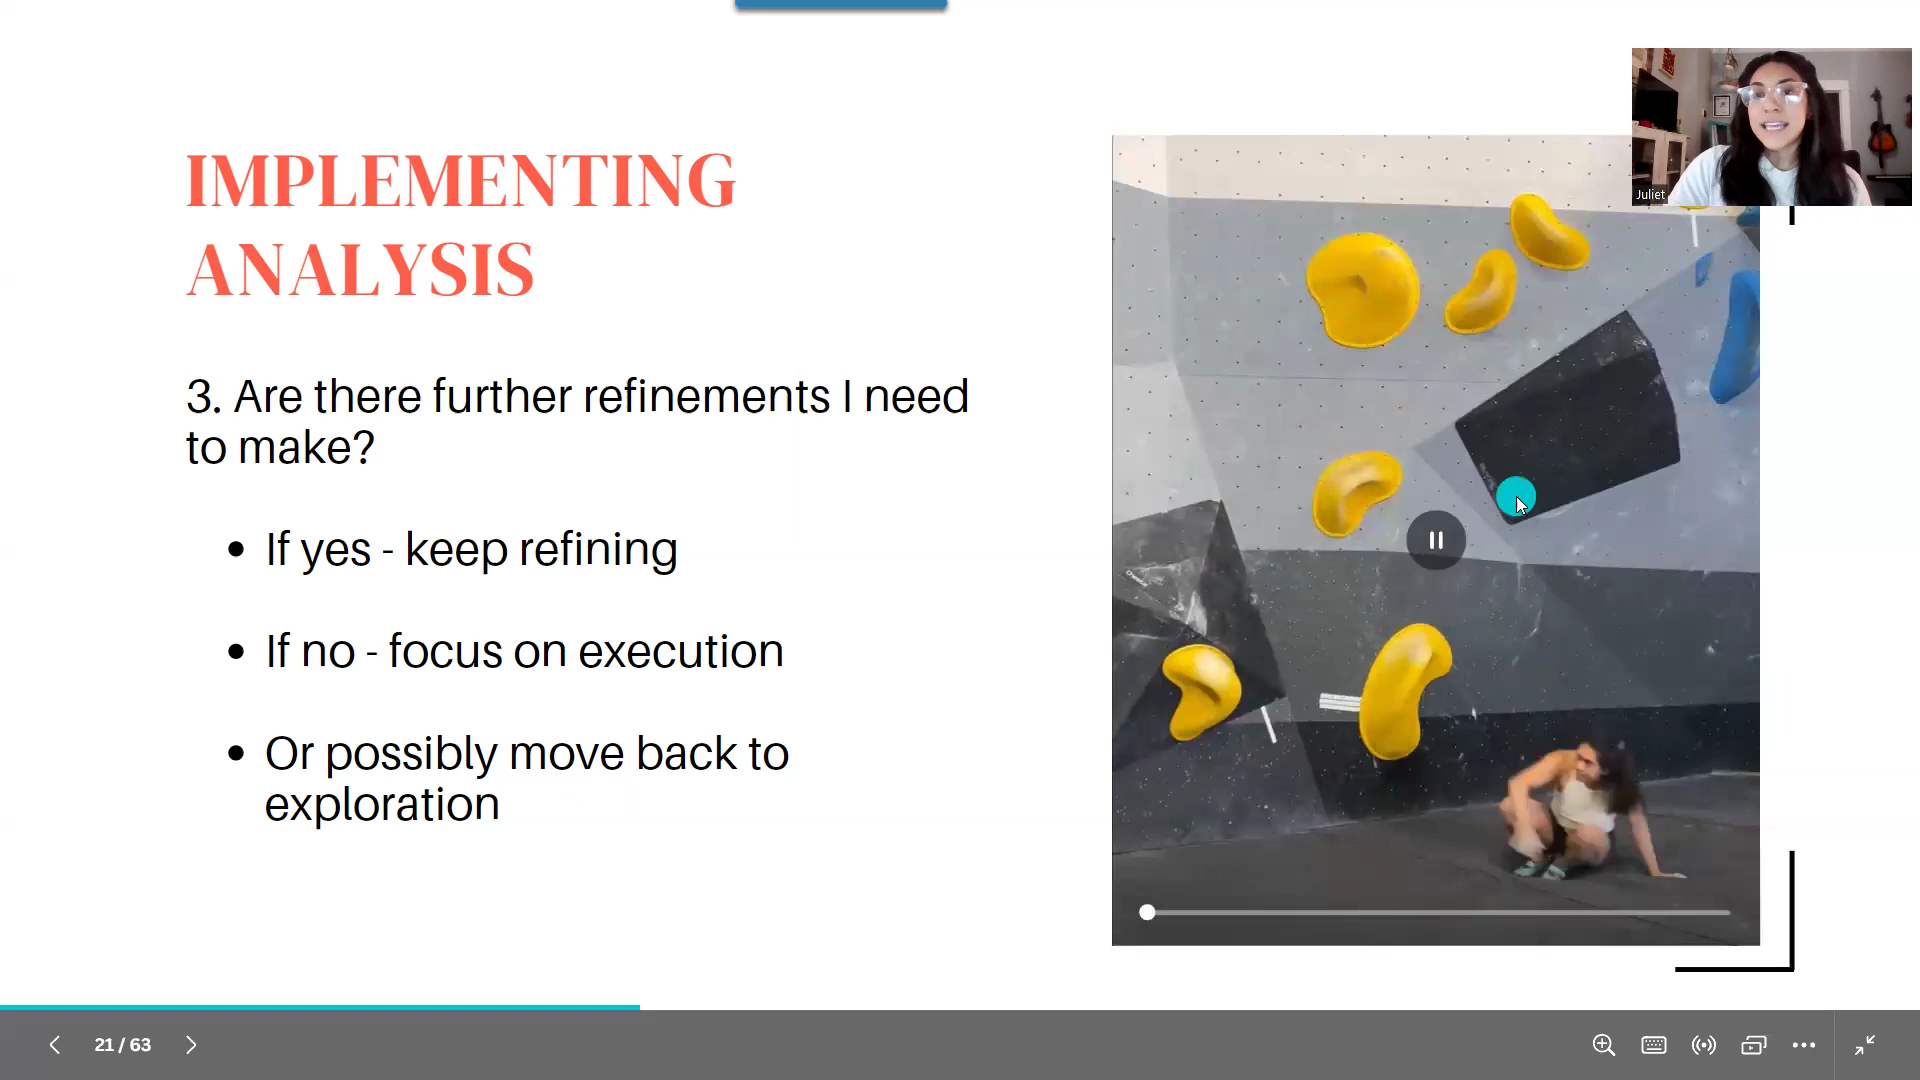 IMPLEMENTING
ANALYSIS
3. Are there further refinements I need
to make?
• If yes - keep refining
• If no - focus on execution
• Or possibly move back to
exploration
Juliet
21 / 63